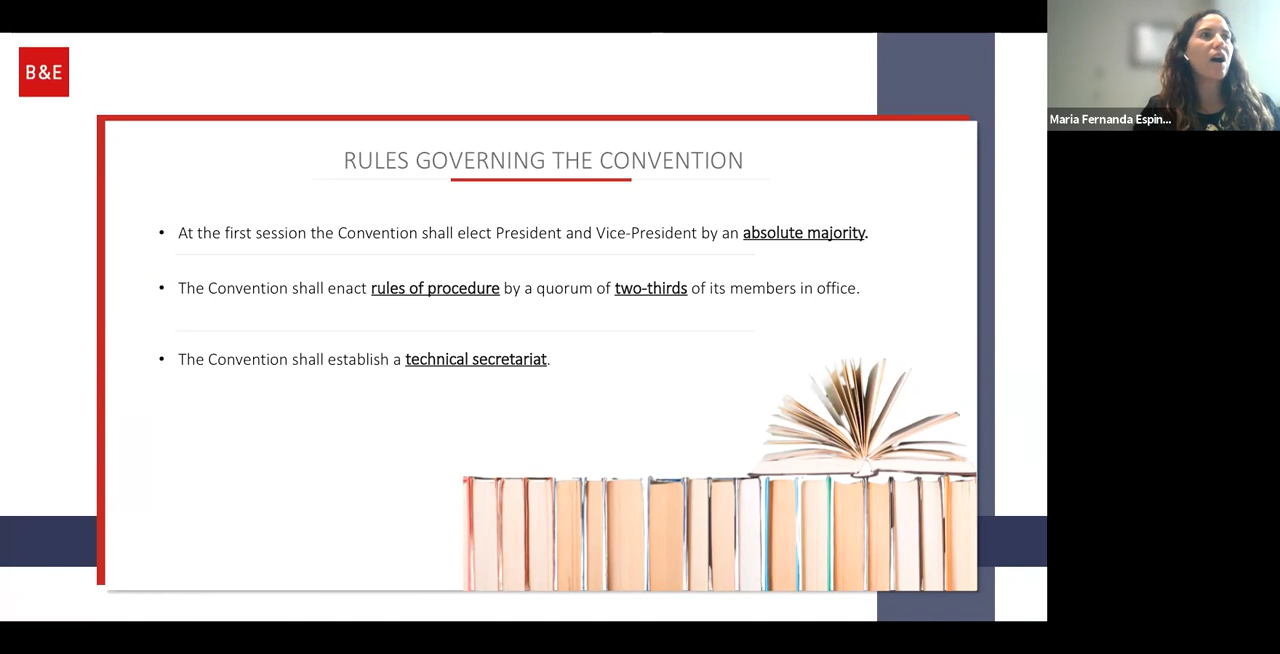 B&E
RULES GOVERNING THE CONVENTION
• At the first session the Convention shall elect President and Vice-President by an absolute majority.
• The Convention shall enact rules of procedure by a quorum of two-thirds of its members in office.
• The Convention shall establish a technical secretariat.
Maria Fernanda Espin...